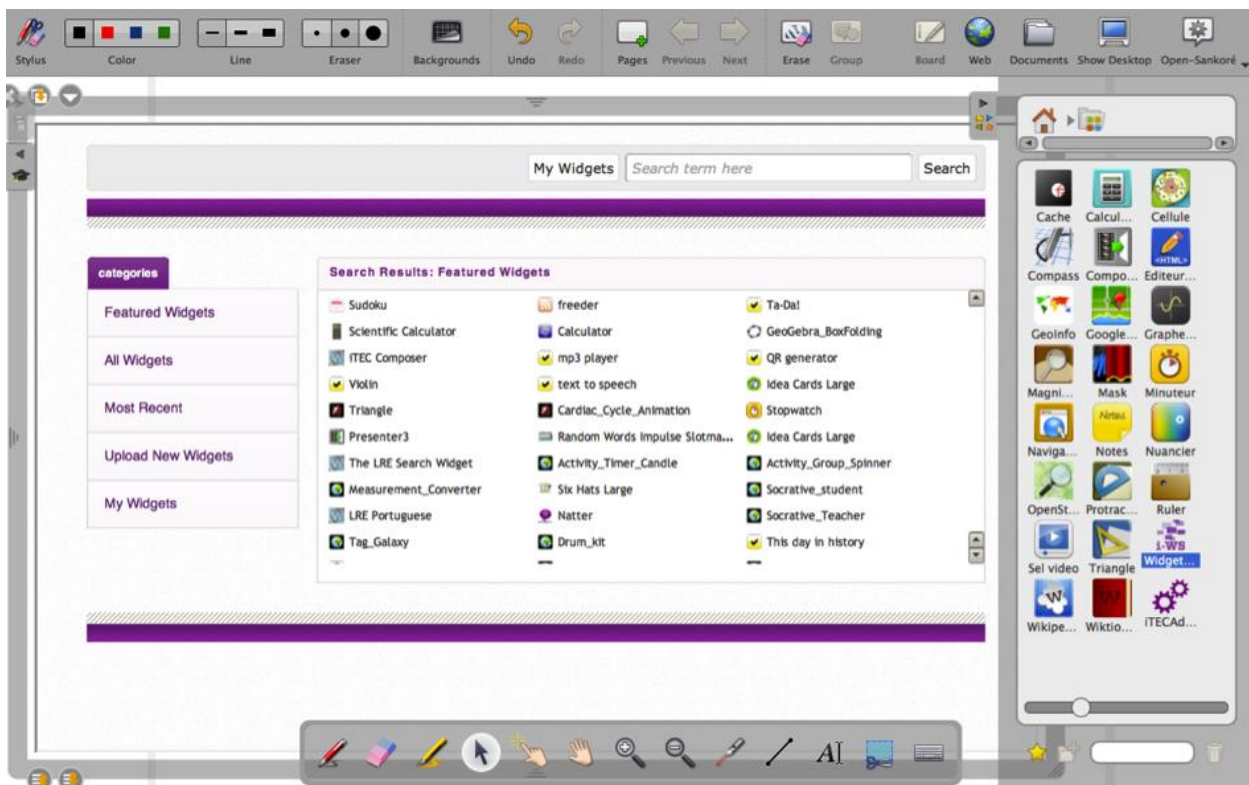 Stylus Color Line Eraser Backgrounds Undo Redo Pages Previous Next Erase Group Board Web Documents Show Desktop Open-Sankoré
My Widgets Search term here Search
categories
Featured Widgets
All Widgets
Most Recent
Upload New Widgets
My Widgets
Search Results: Featured Widgets
Sudoku freeder Ta-Da!
Scientific Calculator Calculator GeoGebra_BoxFolding
ITEC Composer mp3 player QR generator
Violin text to speech Idea Cards Large
Triangle Cardiac_Cycle_Animation Stopwatch
Presenter3 Random Words Impulse Slotma... Idea Cards Large
The LRE Search Widget Activity_Timer_Candle Activity_Group_Spinner
Measurement_Converter Six Hats Large Socrative_student
LRE Portuguese Natter Socrative_Teacher
Tag_Galaxy Drum_kit This day in history
Cache Calcul... Cellule
<HTML>
Compass Compo... Editeur...
GeoInfo Google... Graphe...
Magni... Mask Minuteur
Notes
Naviga... Notes Nuancier
OpenSt... Protrac... Ruler
i-WS
Sel video Triangle Widget...
W W
Wikipe... Wiktio... iTECAd...
AI